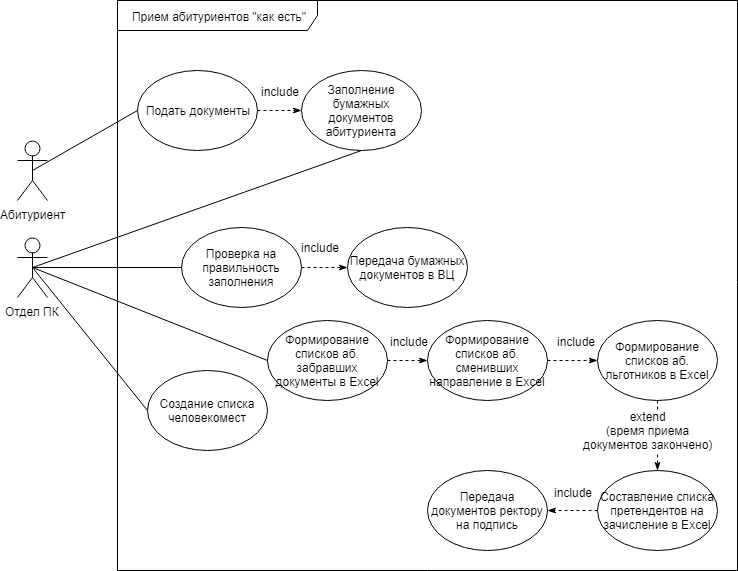 Прием абитуриентов "как есть"
Подать документы
include
Заполнение
бумажных
документов
абитуриента
Абитуриент
Отдел ПК
Проверка на
правильность
заполнения
include
Передача бумажных
документов в ВЦ
Формирование
списков аб.
забравших
документы в Excel
include
Формирование
списков аб.
сменивших
направление в Excel
include
Формирование
списков аб.
льготников в Excel
Создание списка
человекомест
extend
(время приема
документов закончено)
Передача
документов ректору
на подпись
include
Составление списка
претендентов на
зачисление в Excel